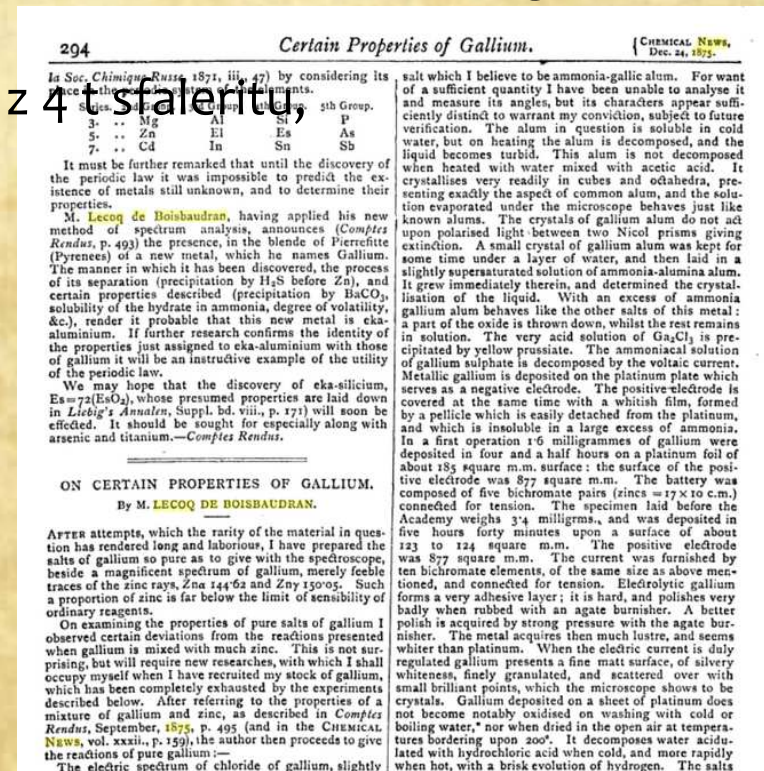 294
Certain Properties of Gallium.
{CHEMICAL NEWS,
Dec. 24, 1875.
la Soc. Chimique Russe, 1871, iii, 47) by considering its
z 4 t sfaleritu,
Series. Group. 5th Group.
3. .. Mg Al Si P
5. .. Zn El Es As
7. .. Cd In Sn Sb
It must be further remarked that until the discovery of
the periodic law it was impossible to predict the ex-
istence of metals still unknown, and to determine their
properties.
M. Lecoq de Boisbaudran, having applied his new
method of spectrum analysis, announces (Comptes
Rendus, p. 493) the presence, in the blende of Pierrefitte
(Pyrenees) of a new metal, which he names Gallium.
The manner in which it has been discovered, the process
of its separation (precipitation by H₂S before Zn), and
certain properties described (precipitation by BaCO₃,
solubility of the hydrate in ammonia, degree of volatility,
&c.), render it probable that this new metal is eka-
aluminium. If further research confirms the identity of
the properties just assigned to eka-aluminium with those
of gallium it will be an instructive example of the utility
of the periodic law.
We may hope that the discovery of eka-silicium,
Es=72(EsO₂), whose presumed properties are laid down
in Liebig's Annalen, Suppl. bd. viii., p. 171) will soon be
effected. It should be sought for especially along with
arsenic and titanium.—Comptes Rendus.
ON CERTAIN PROPERTIES OF GALLIUM.
By M. LECOQ DE BOISBAUDRAN.
AFTER attempts, which the rarity of the material in ques-
tion has rendered long and laborious, I have prepared the
salts of gallium so pure as to give with the spectroscope,
beside a magnificent spectrum of gallium, merely feeble
traces of the zinc rays, Znα 144·62 and Znγ 150·05. Such
a proportion of zinc is far below the limit of sensibility of
ordinary reagents.
On examining the properties of pure salts of gallium I
observed certain deviations from the reactions presented
when gallium is mixed with much zinc. This is not sur-
prising, but will require new researches, with which I shall
occupy myself when I have recruited my stock of gallium,
which has been completely exhausted by the experiments
described below. After referring to the properties of a
mixture of gallium and zinc, as described in Comptes
Rendus, September, 1875, p. 495 (and in the CHEMICAL
NEWS, vol. xxxii., p. 159), the author then proceeds to give
the reactions of pure gallium:—
The electric spectrum of chloride of gallium, slightly
salt which I believe to be ammonia-gallic alum. For want
of a sufficient quantity I have been unable to analyse it
and measure its angles, but its characters appear suffi-
ciently distinct to warrant my conviction, subject to future
verification. The alum in question is soluble in cold
water, but on heating the alum is decomposed, and the
liquid becomes turbid. This alum is not decomposed
when heated with water mixed with acetic acid. It
crystallises very readily in cubes and octahedra, pre-
senting exactly the aspect of common alum, and the solu-
tion evaporated under the microscope behaves just like
known alums. The crystals of gallium alum do not act
upon polarised light between two Nicol prisms giving
extinction. A small crystal of gallium alum was kept for
some time under a layer of water, and then laid in a
slightly supersaturated solution of ammonia-alumina alum.
It grew immediately therein, and determined the crystal-
lisation of the liquid. With an excess of ammonia
gallium alum behaves like the other salts of this metal:
a part of the oxide is thrown down, whilst the rest remains
in solution. The very acid solution of Ga₂Cl₃ is pre-
cipitated by yellow prussiate. The ammoniacal solution
of gallium sulphate is decomposed by the voltaic current.
Metallic gallium is deposited on the platinum plate which
serves as a negative electrode. The positive electrode is
covered at the same time with a whitish film, formed
by a pellicle which is easily detached from the platinum,
and which is insoluble in a large excess of ammonia.
In a first operation 1·6 milligrammes of gallium were
deposited in four and a half hours on a platinum foil of
about 185 square m.m. surface: the surface of the posi-
tive electrode was 877 square m.m. The battery was
composed of five bichromate pairs (zincs =17×10 c.m.)
connected for tension. The specimen laid before the
Academy weighs 3·4 milligrms., and was deposited in
five hours forty minutes upon a surface of about
123 to 124 square m.m. The positive electrode
was 877 square m.m. The current was furnished by
ten bichromate elements, of the same size as above men-
tioned, and connected for tension. Electrolytic gallium
forms a very adhesive layer; it is hard, and polishes very
badly when rubbed with an agate burnisher. A better
polish is acquired by strong pressure with the agate bur-
nisher. The metal acquires then much lustre, and seems
whiter than platinum. When the electric current is duly
regulated gallium presents a fine matt surface, of silvery
whiteness, finely granulated, and scattered over with
small brilliant points, which the microscope shows to be
crystals. Gallium deposited on a sheet of platinum does
not become notably oxidised on washing with cold or
boiling water,* nor when dried in the open air at tempera-
tures bordering upon 200°. It decomposes water acidu-
lated with hydrochloric acid when cold, and more rapidly
when hot, with a brisk evolution of hydrogen. The salts